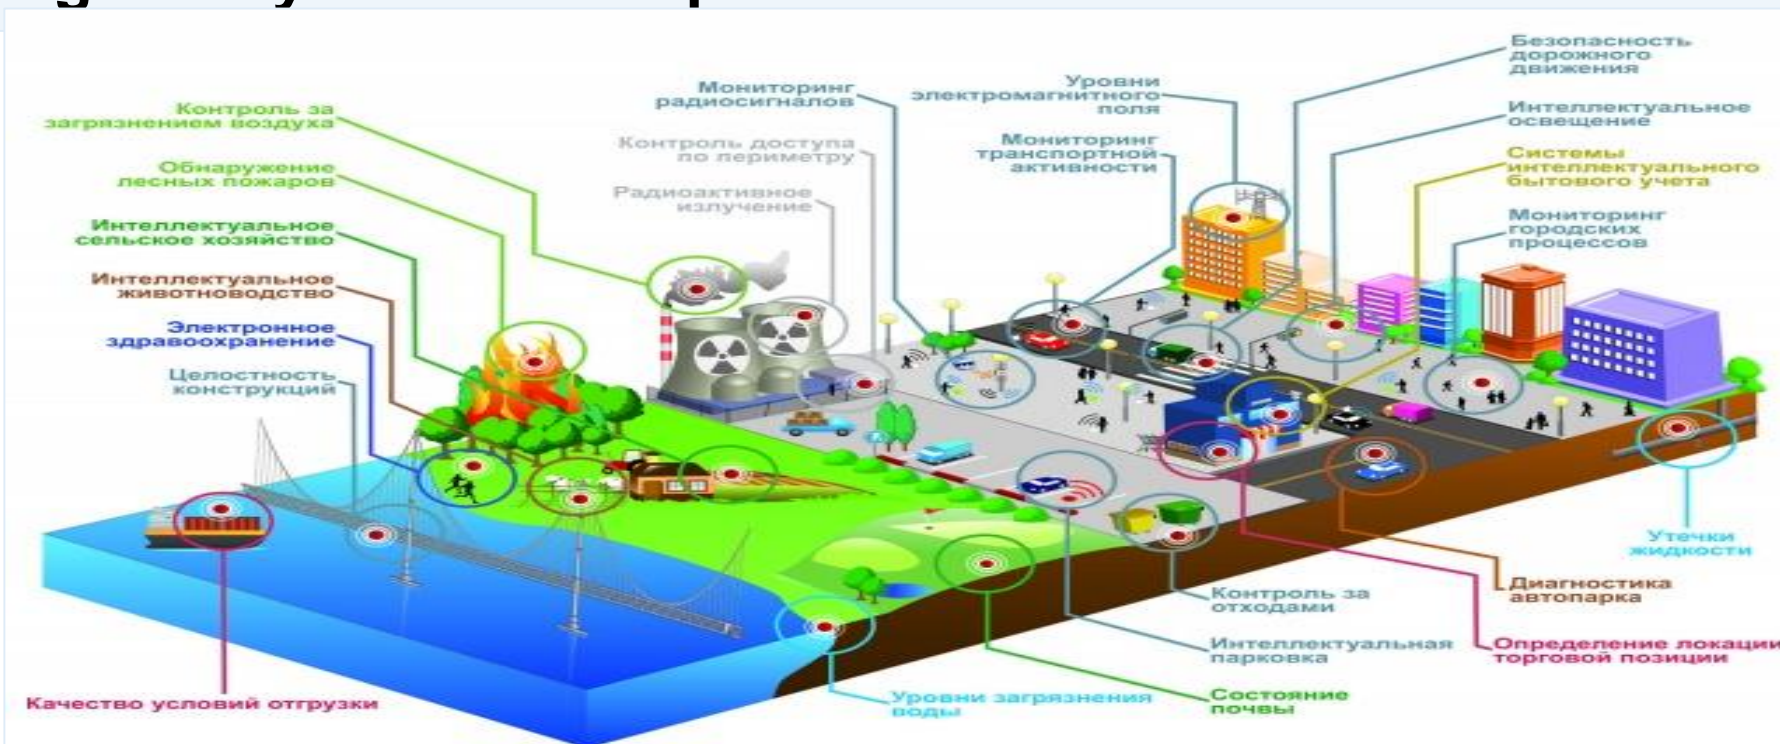 Контроль за
загрязнением воздуха
Обнаружение
лесных пожаров
Интеллектуальное
сельское хозяйство
Интеллектуальное
животноводство
Электронное
здравоохранение
Целостность
конструкций
Качество условий отгрузки
Мониторинг
радиосигналов
Контроль доступа
по периметру
Радиоактивное
излучение
Уровни
электромагнитного
поля
Мониторинг
транспортной
активности
Безопасность
дорожного
движения
Интеллектуальное
освещение
Системы
интеллектуального
бытового учета
Мониторинг
городских
процессов
Утечки
жидкости
Диагностика
автопарка
Определение локации
торговой позиции
Контроль за
отходами
Интеллектуальная
парковка
Состояние
почвы
Уровни загрязнения
воды